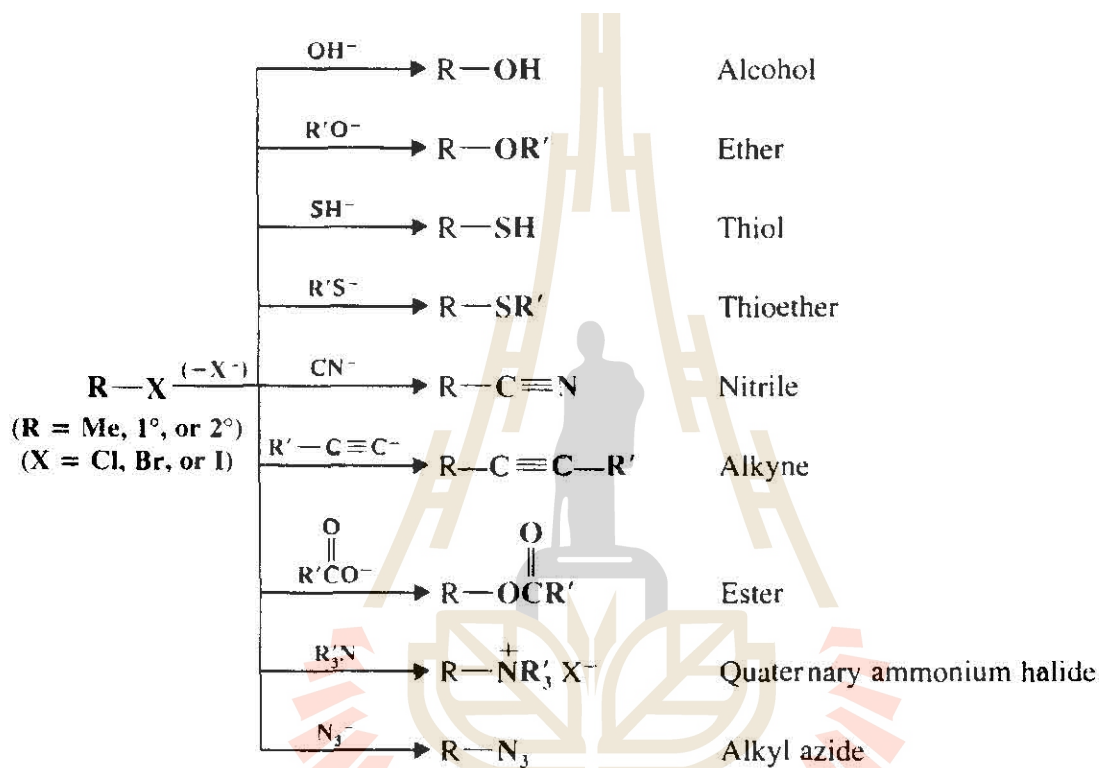 OH⁻
R—OH Alcohol
R′O⁻
R—OR′ Ether
SH⁻
R—SH Thiol
R′S⁻
R—SR′ Thioether
R—X (−X⁻)
(R = Me, 1°, or 2°)
(X = Cl, Br, or I)
CN⁻
R—C≡N Nitrile
R′—C≡C⁻
R—C≡C—R′ Alkyne
O
R′CO⁻
O
R—OCR′ Ester
R′₃N
R—N⁺R′₃ X⁻ Quaternary ammonium halide
N₃⁻
R—N₃ Alkyl azide